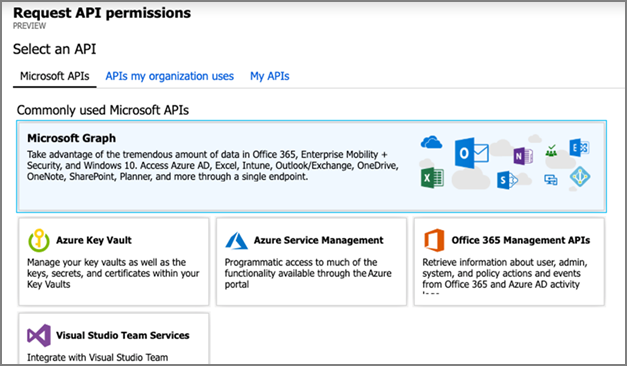 Request API permissions
PREVIEW
Select an API
Microsoft APIs
APIs my organization uses
My APIs
Commonly used Microsoft APIs
Microsoft Graph
Take advantage of the tremendous amount of data in Office 365, Enterprise Mobility +
Security, and Windows 10. Access Azure AD, Excel, Intune, Outlook/Exchange, OneDrive,
OneNote, SharePoint, Planner, and more through a single endpoint.
Azure Key Vault
Manage your key vaults as well as the
keys, secrets, and certificates within your
Key Vaults
Azure Service Management
Programmatic access to much of the
functionality available through the Azure
portal
Office 365 Management APIs
Retrieve information about user, admin,
system, and policy actions and events
from Office 365 and Azure AD activity
Visual Studio Team Services
Integrate with Visual Studio Team